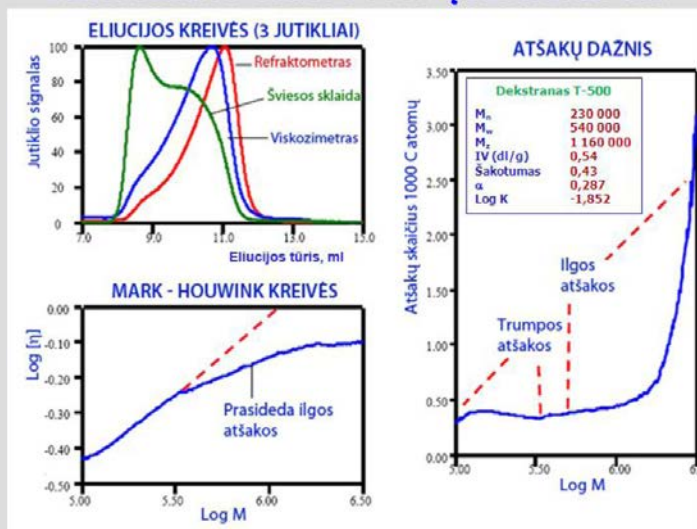 ELIUCIJOS KREIVĖS (3 JUTIKLIAI)
Jutiklio signalas
100
80
60
40
20
0
7.0
9.0
11.0
13.0
15.0
Refraktometras
Šviesos sklaida
Viskozimetras
Eliucijos tūris, ml
MARK - HOUWINK KREIVĖS
Log [η]
0.00
-0.10
-0.20
-0.30
-0.40
-0.50
5.00
5.50
6.00
6.50
Prasideda ilgos
atšakos
Log M
ATŠAKŲ DAŽNIS
Atšakų skaičius 1000 C atomų
3.50
3.00
2.50
2.00
1.50
1.00
0.50
0.00
Dekstranas T-500
Mn 230 000
Mw 540 000
Mz 1 160 000
IV (dl/g) 0,54
Šakotumas 0,43
α 0,287
Log K -1,852
Ilgos
atšakos
Trumpos
atšakos
5.00
5.50
6.00
Log M